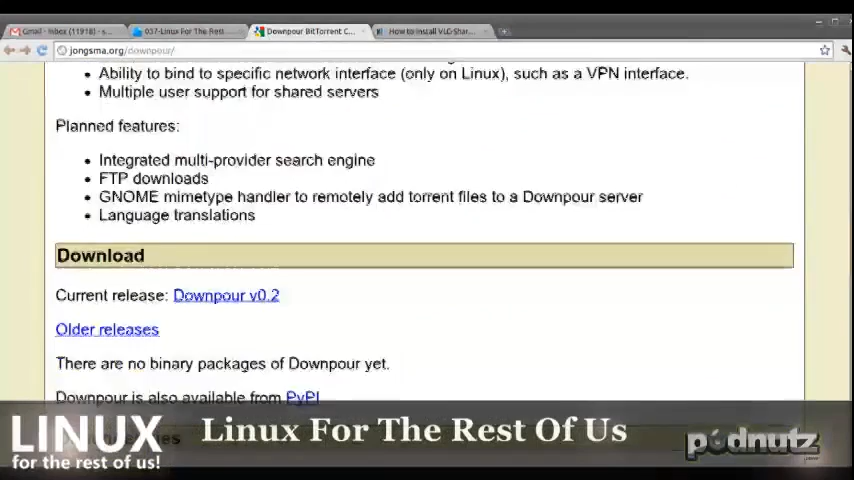 Gmail - Inbox (11918) - s...
037-Linux For The Rest
Downpour BitTorrent C...
How to Install VLC Shar...
jongsma.org/downpour/
Ability to bind to specific network interface (only on Linux), such as a VPN interface.
Multiple user support for shared servers
Planned features:
Integrated multi-provider search engine
FTP downloads
GNOME mimetype handler to remotely add torrent files to a Downpour server
Language translations
Download
Current release: Downpour v0.2
Older releases
There are no binary packages of Downpour yet.
Downpour is also available from PyPI
LINUX
for the rest of us!
Linux For The Rest Of Us
podnutz